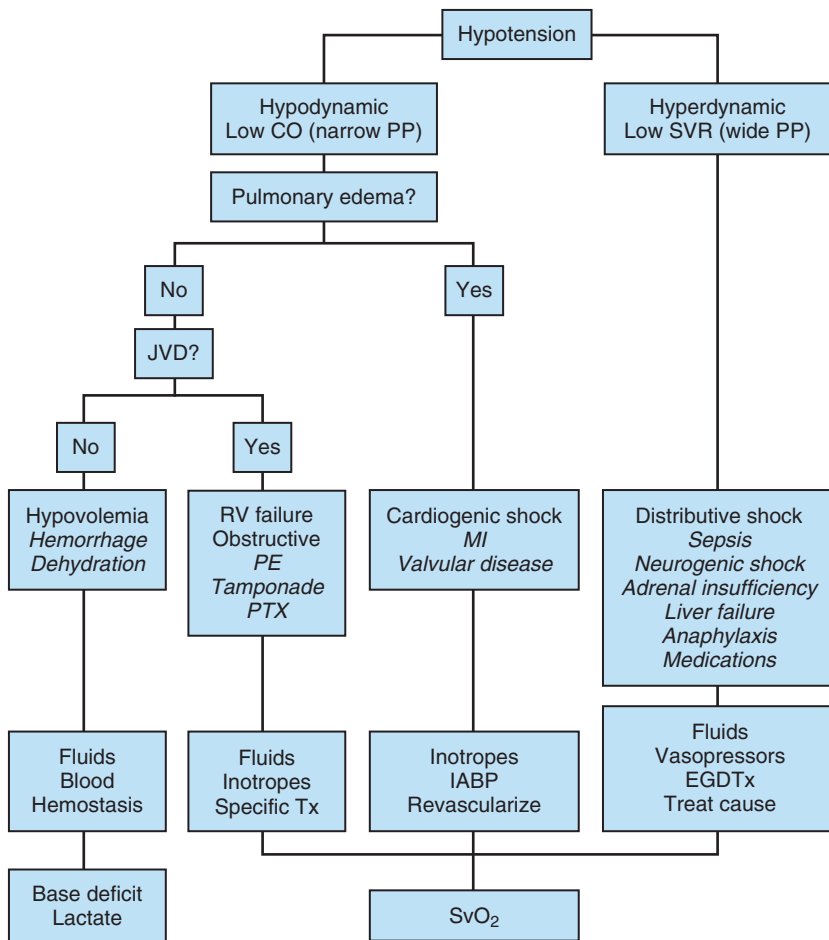 Hypotension
Hypodynamic
Low CO (narrow PP)
Hyperdynamic
Low SVR (wide PP)
Pulmonary edema?
No
Yes
JVD?
No
Yes
Hypovolemia
Hemorrhage
Dehydration
RV failure
Obstructive
PE
Tamponade
PTX
Cardiogenic shock
MI
Valvular disease
Distributive shock
Sepsis
Neurogenic shock
Adrenal insufficiency
Liver failure
Anaphylaxis
Medications
Fluids
Blood
Hemostasis
Fluids
Inotropes
Specific Tx
Inotropes
IABP
Revascularize
Fluids
Vasopressors
EGDTx
Treat cause
Base deficit
Lactate
SvO₂